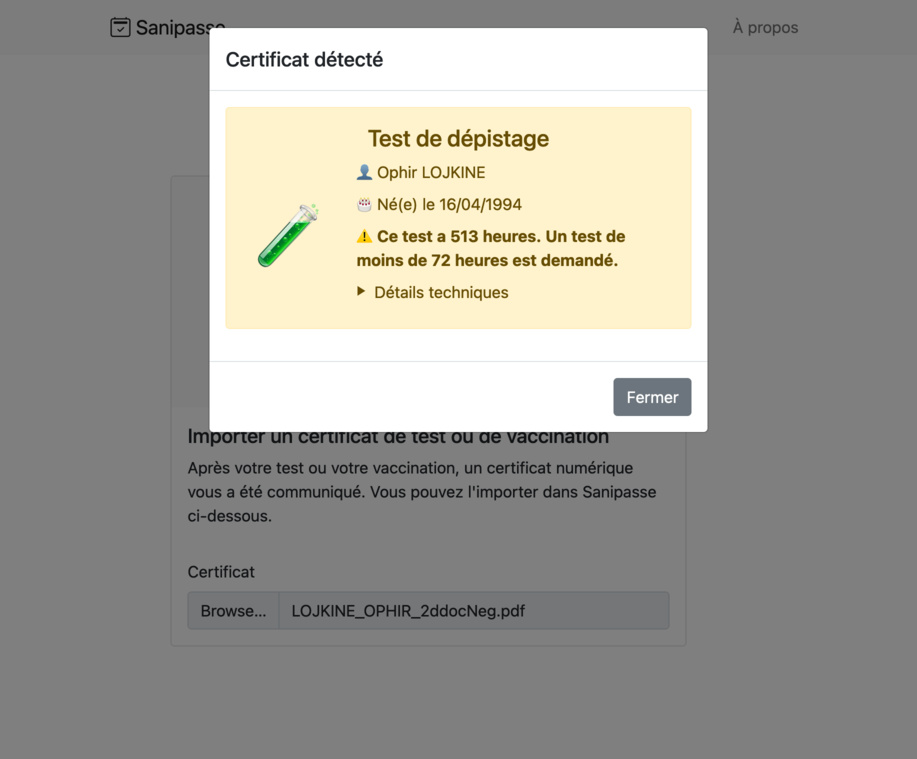 Sanipasse
À propos
Certificat détecté
Test de dépistage
👤 Ophir LOJKINE
🎂 Né(e) le 16/04/1994
⚠️ Ce test a 513 heures. Un test de
moins de 72 heures est demandé.
▶ Détails techniques
Fermer
Importer un certificat de test ou de vaccination
Après votre test ou votre vaccination, un certificat numérique
vous a été communiqué. Vous pouvez l'importer dans Sanipasse
ci-dessous.
Certificat
Browse... LOJKINE_OPHIR_2ddocNeg.pdf